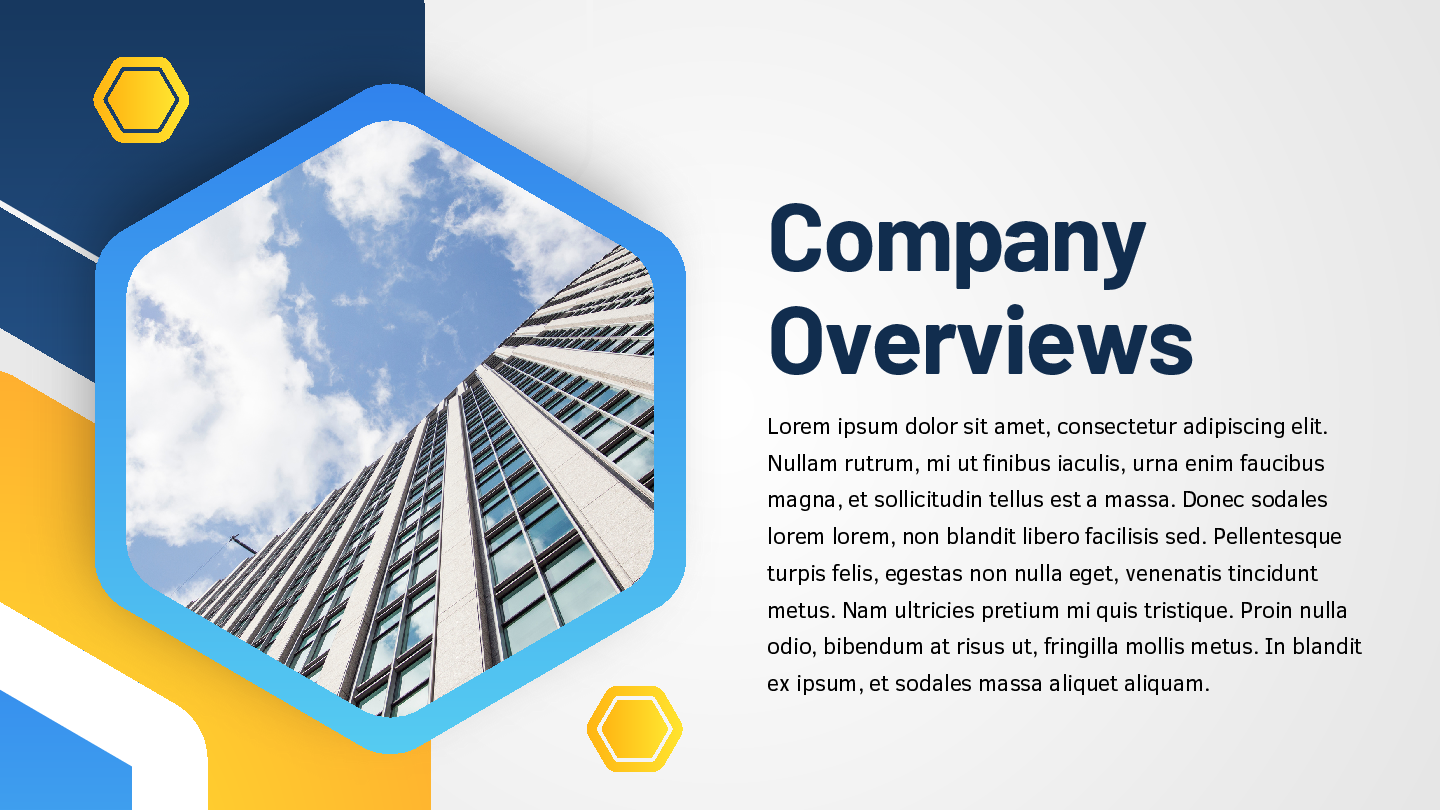 Company
Overviews
Lorem ipsum dolor sit amet, consectetur adipiscing elit.
Nullam rutrum, mi ut finibus iaculis, urna enim faucibus
magna, et sollicitudin tellus est a massa. Donec sodales
lorem lorem, non blandit libero facilisis sed. Pellentesque
turpis felis, egestas non nulla eget, venenatis tincidunt
metus. Nam ultricies pretium mi quis tristique. Proin nulla
odio, bibendum at risus ut, fringilla mollis metus. In blandit
ex ipsum, et sodales massa aliquet aliquam.